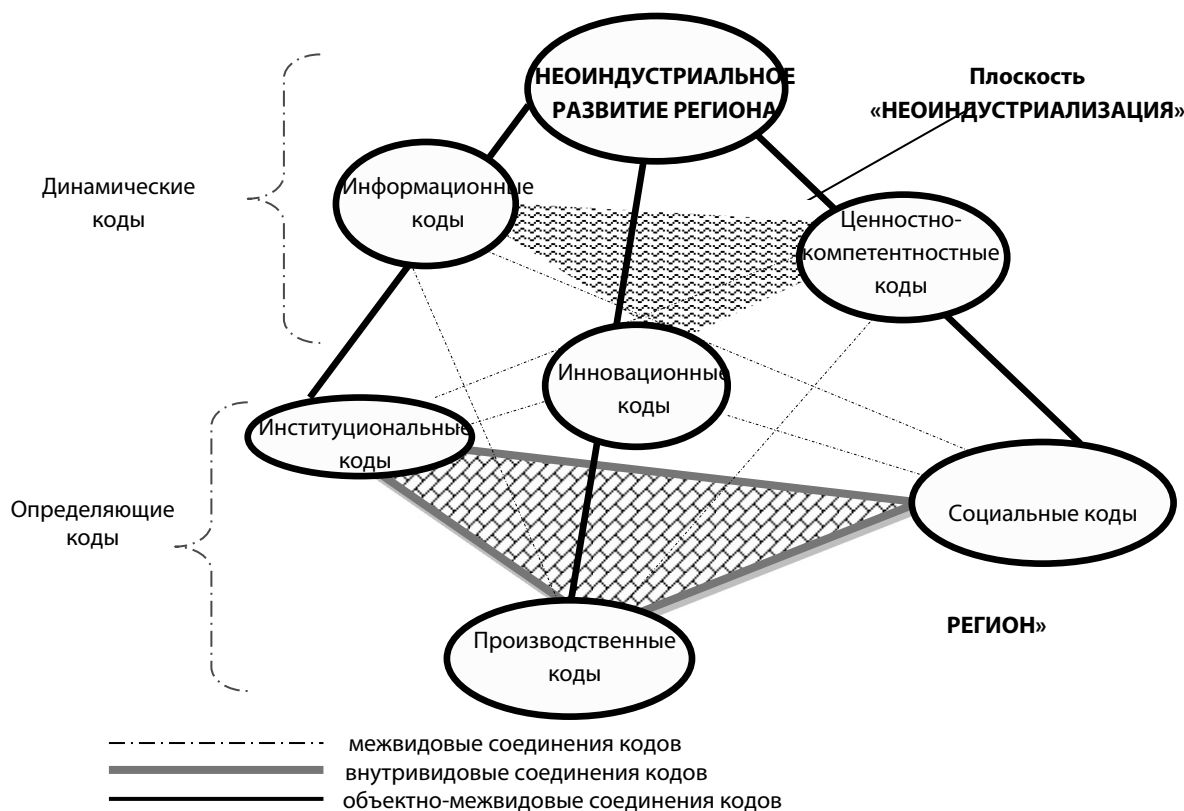 НЕОИНДУСТРИАЛЬНОЕ
РАЗВИТИЕ РЕГИОНА
Плоскость
«НЕОИНДУСТРИАЛИЗАЦИЯ»
Динамические
коды
Информационные
коды
Ценностно-
компетентностные
коды
Инновационные
коды
Институциональные
коды
Определяющие
коды
Социальные коды
Производственные
коды
РЕГИОН»
межвидовые соединения кодов
внутривидовые соединения кодов
объектно-межвидовые соединения кодов